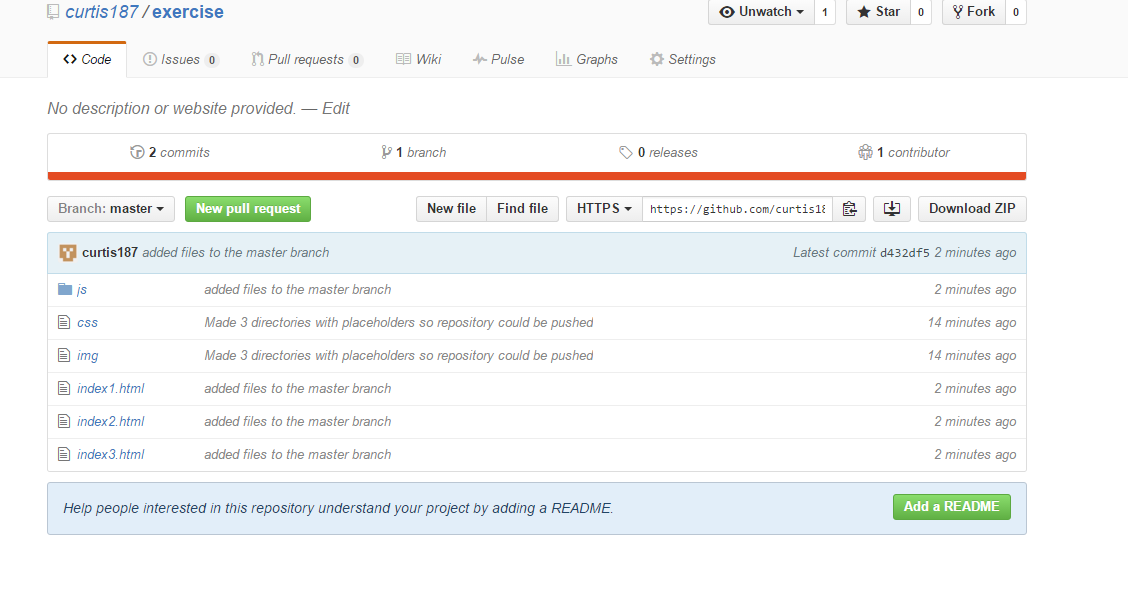 curtis187 / exercise
Unwatch 1 Star 0 Fork 0
Code Issues 0 Pull requests 0 Wiki Pulse Graphs Settings
No description or website provided. — Edit
2 commits 1 branch 0 releases 1 contributor
Branch: master New pull request New file Find file HTTPS https://github.com/curtis18 Download ZIP
curtis187 added files to the master branch Latest commit d432df5 2 minutes ago
js added files to the master branch 2 minutes ago
css Made 3 directories with placeholders so repository could be pushed 14 minutes ago
img Made 3 directories with placeholders so repository could be pushed 14 minutes ago
index1.html added files to the master branch 2 minutes ago
index2.html added files to the master branch 2 minutes ago
index3.html added files to the master branch 2 minutes ago
Help people interested in this repository understand your project by adding a README. Add a README